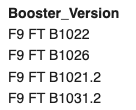 Booster_Version
F9 FT B1022
F9 FT B1026
F9 FT B1021.2
F9 FT B1031.2